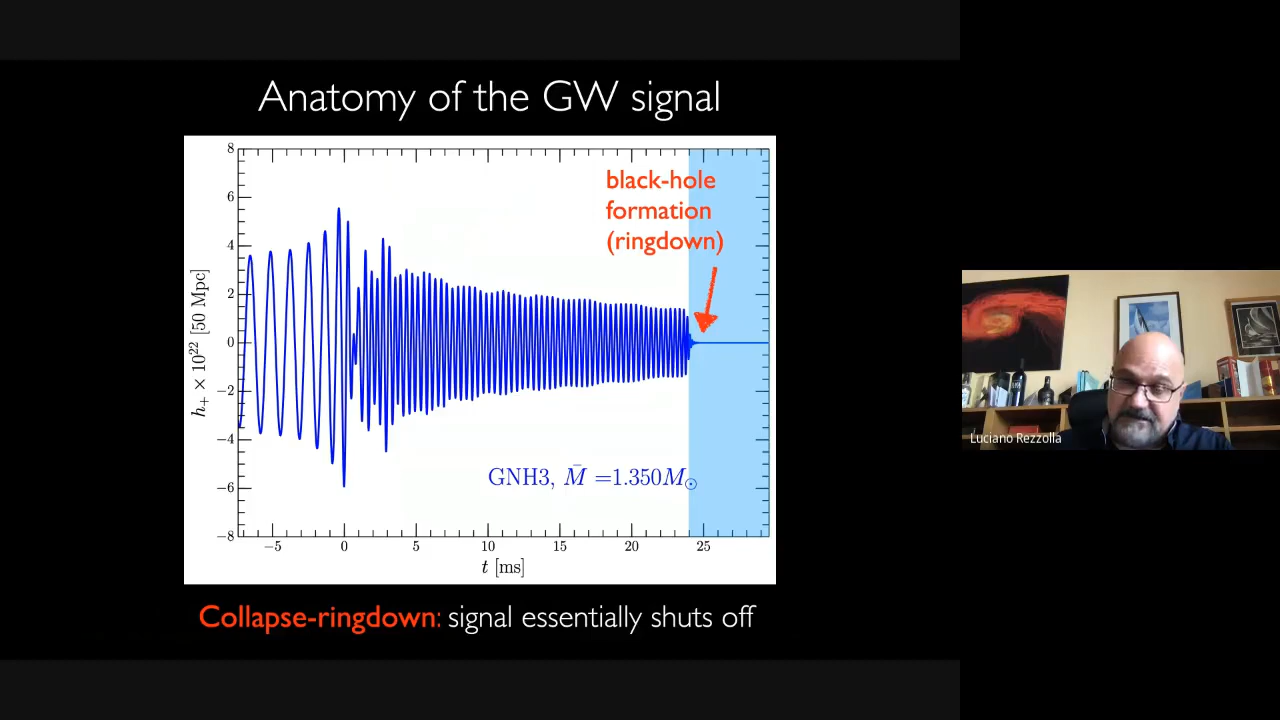 Anatomy of the GW signal
8
6
4
2
0
−2
−4
−6
−8
h₊ × 10²² [50 Mpc]
black-hole
formation
(ringdown)
GNH3, M̄ =1.350M☉
−5 0 5 10 15 20 25
t [ms]
Collapse-ringdown: signal essentially shuts off
Luciano Rezzolla